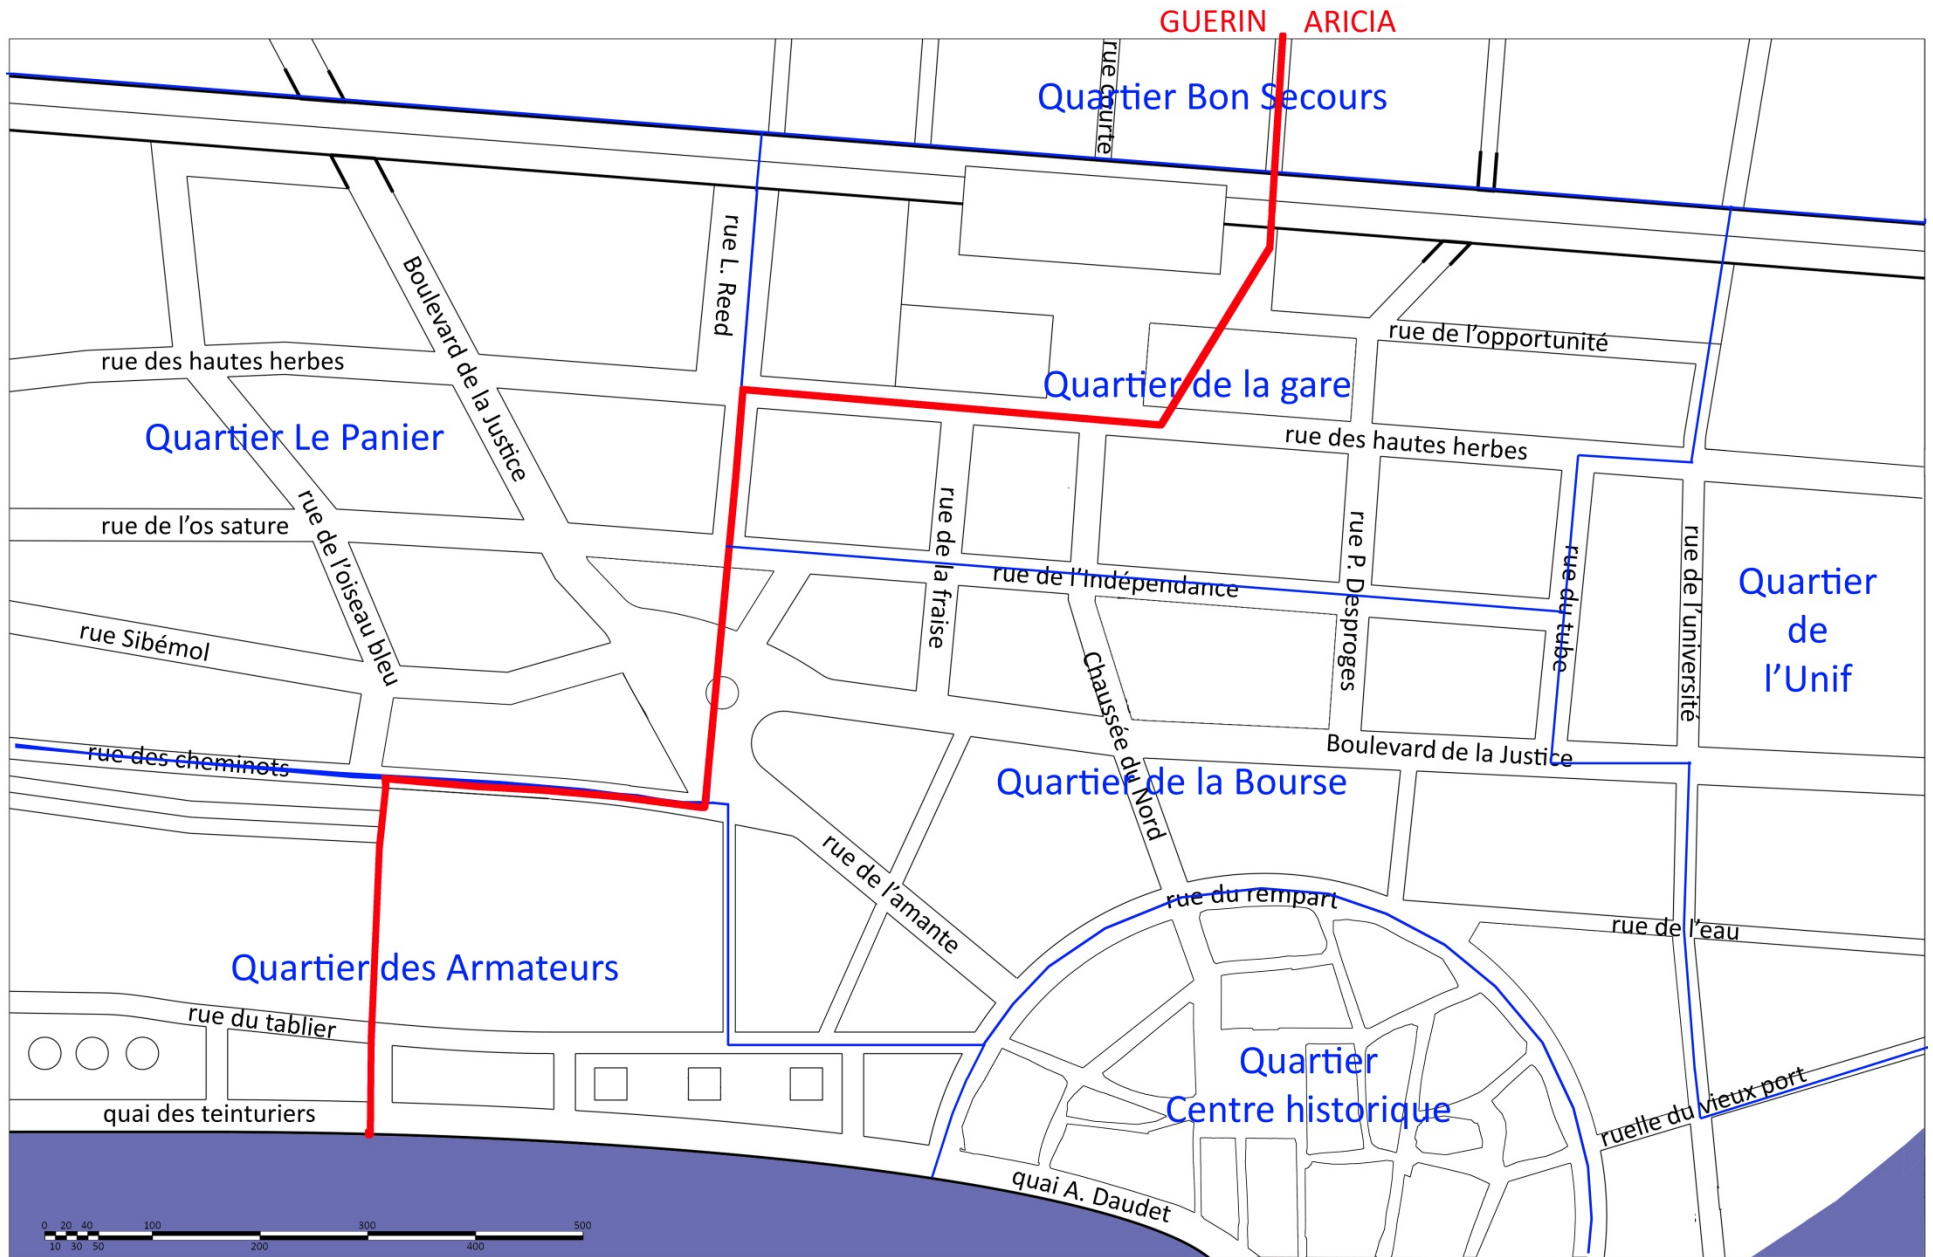 GUERIN ARICIA
rue courte
Quartier Bon Secours
rue L. Reed
Boulevard de la Justice
rue de l'opportunité
rue des hautes herbes
Quartier de la gare
Quartier Le Panier
rue des hautes herbes
rue de l'os sature
rue de l'oiseau bleu
rue de la fraise
rue de l'Indépendance
rue P. Desproges
rue du tube
rue de l'université
Quartier
de
l'Unif
rue Sibémol
Chaussée du Nord
rue des cheminots
Boulevard de la Justice
Quartier de la Bourse
rue de l'amante
rue du rempart
rue de l'eau
Quartier des Armateurs
rue du tablier
Quartier
Centre historique
quai des teinturiers
ruelle du vieux port
quai A. Daudet
0 20 40 100 300 500
10 30 50 200 400